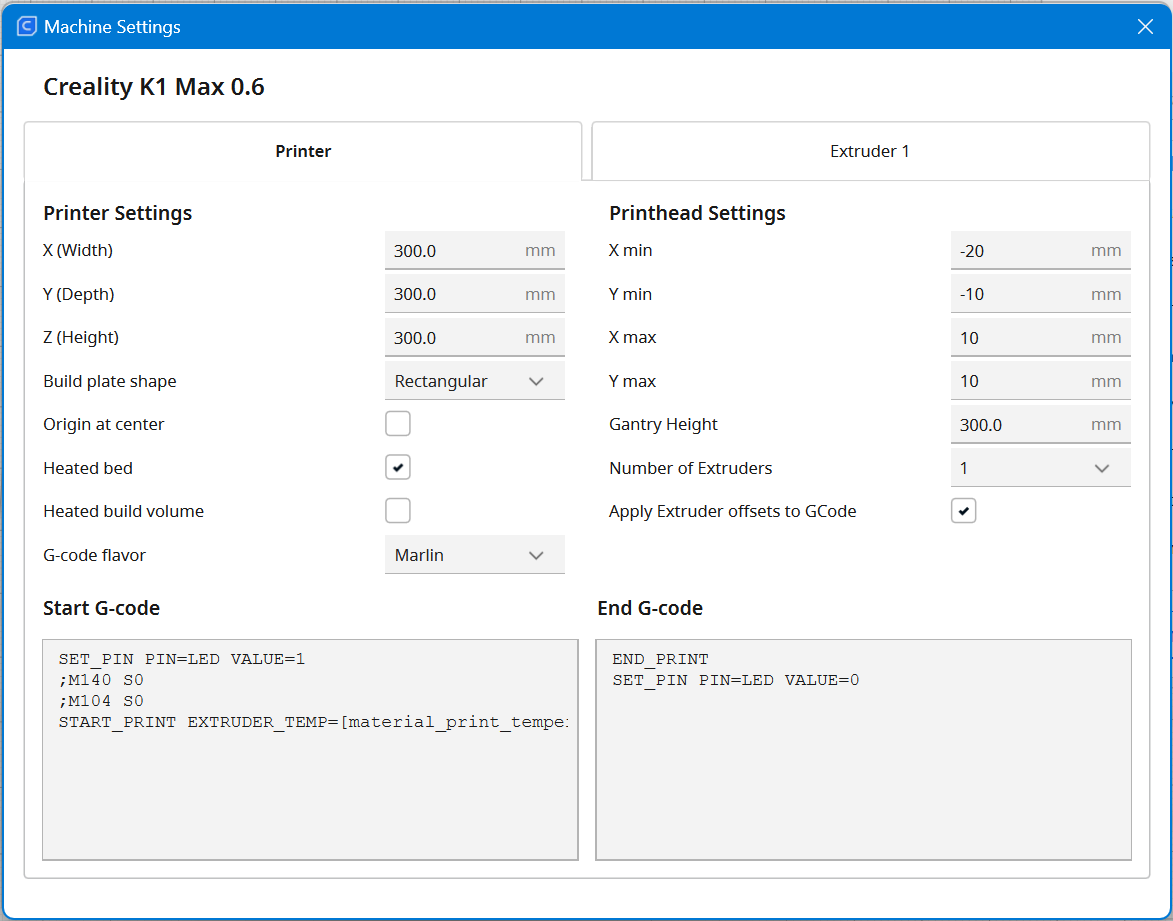 Machine Settings
Creality K1 Max 0.6
Printer
Extruder 1
Printer Settings
X (Width) 300.0 mm
Y (Depth) 300.0 mm
Z (Height) 300.0 mm
Build plate shape Rectangular
Origin at center
Heated bed
Heated build volume
G-code flavor Marlin
Printhead Settings
X min -20 mm
Y min -10 mm
X max 10 mm
Y max 10 mm
Gantry Height 300.0 mm
Number of Extruders 1
Apply Extruder offsets to GCode
Start G-code
SET_PIN PIN=LED VALUE=1
;M140 S0
;M104 S0
START_PRINT EXTRUDER_TEMP=[material_print_tempe
End G-code
END_PRINT
SET_PIN PIN=LED VALUE=0